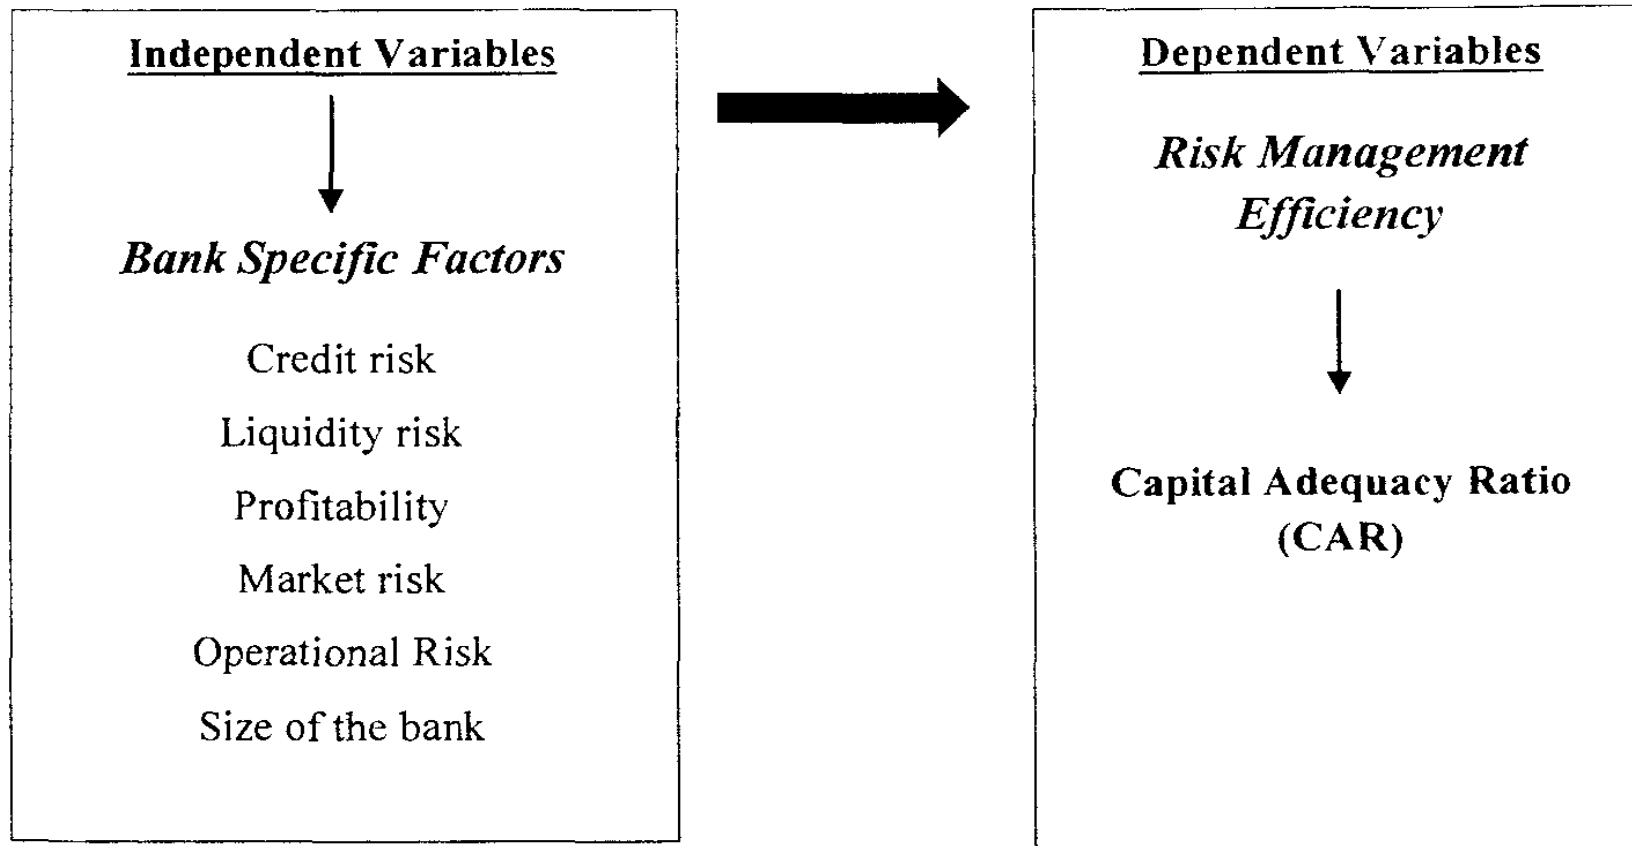 Independent Variables
Bank Specific Factors
Credit risk
Liquidity risk
Profitability
Market risk
Operational Risk
Size of the bank
Dependent Variables
Risk Management
Efficiency
Capital Adequacy Ratio
(CAR)